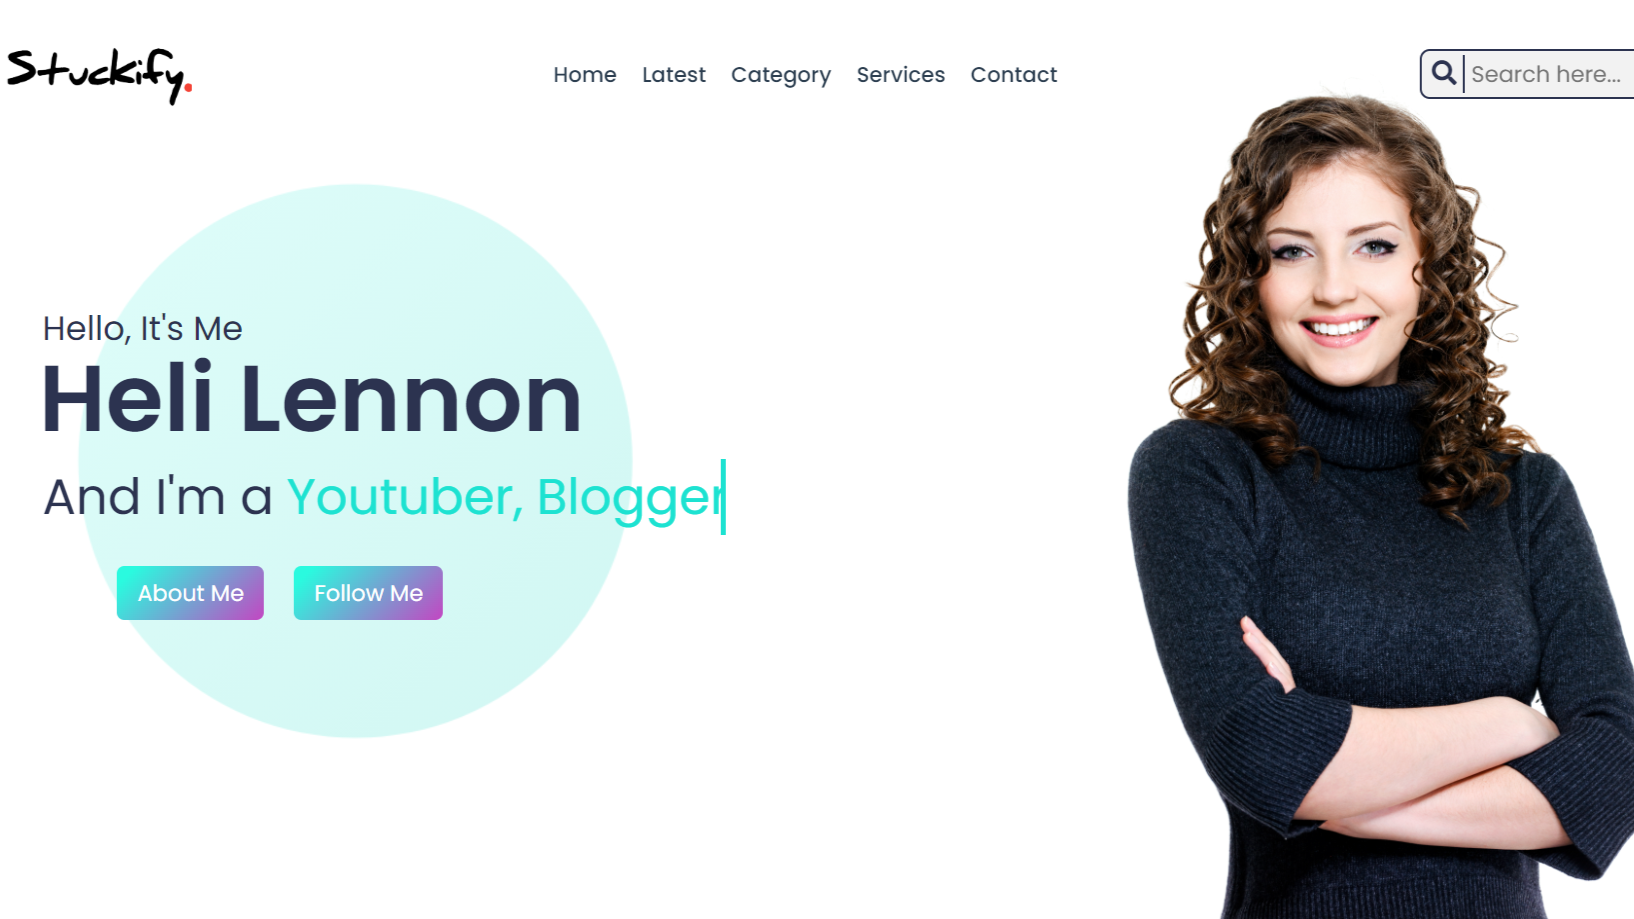 Stuckify.
Home Latest Category Services Contact
Search here...
Hello, It's Me
Heli Lennon
And I'm a Youtuber, Blogger
About Me Follow Me